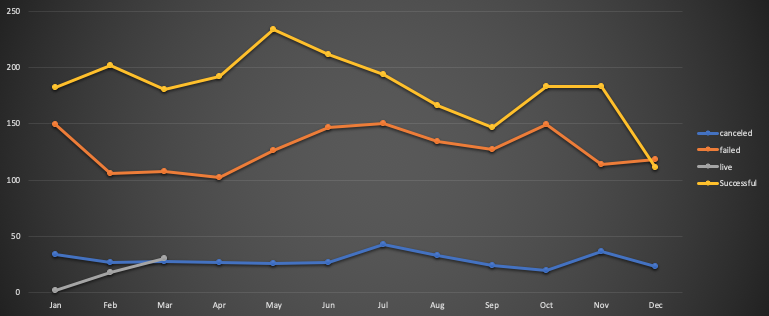 250
200
150
100
50
0
Jan Feb Mar Apr May Jun Jul Aug Sep Oct Nov Dec
canceled
failed
live
Successful